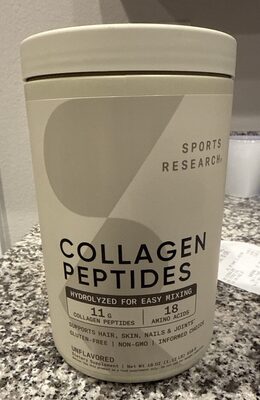 SPORTS
RESEARCH®
COLLAGEN
PEPTIDES
HYDROLYZED FOR EASY MIXING
11 G
COLLAGEN PEPTIDES
18
AMINO ACIDS
SUPPORTS HAIR, SKIN, NAILS & JOINTS
GLUTEN-FREE | NON-GMO | INFORMED CHOICE
UNFLAVORED